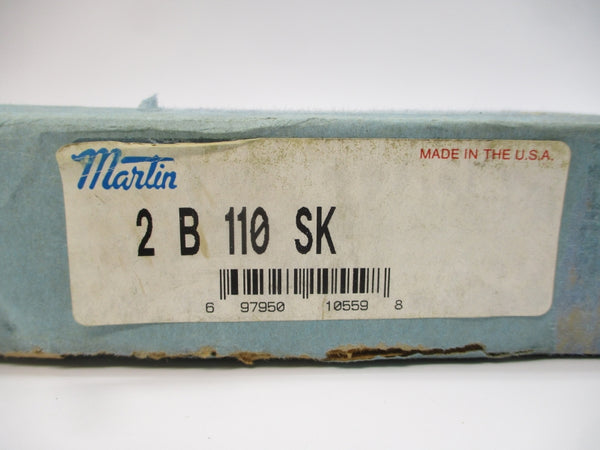 Martin
MADE IN THE U.S.A.
2 B 110 SK
6 97950 10559 8